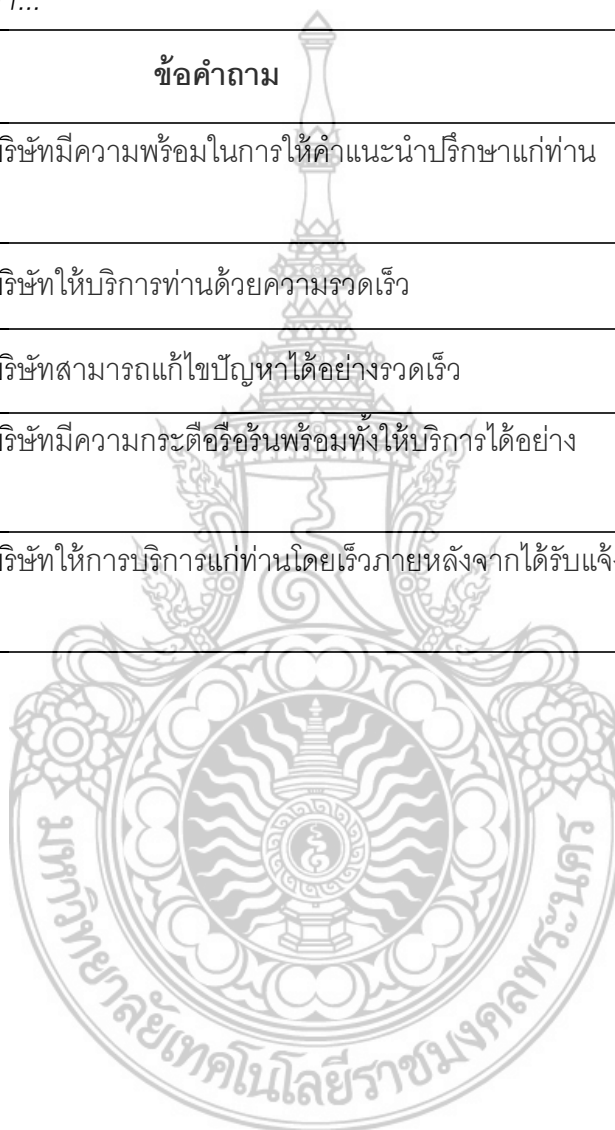 ข้อคำถาม
ริษัทมีความพร้อมในการให้คำแนะนำปรึกษาแก่ท่าน
ริษัทให้บริการท่านด้วยความรวดเร็ว
ริษัทสามารถแก้ไขปัญหาได้อย่างรวดเร็ว
ริษัทมีความกระตือรือร้นพร้อมทั้งให้บริการได้อย่าง
ริษัทให้การบริการแก่ท่านโดยเร็วภายหลังจากได้รับแจ้ง
มหาวิทยาลัยเทคโนโลยีราชมงคลพระนคร